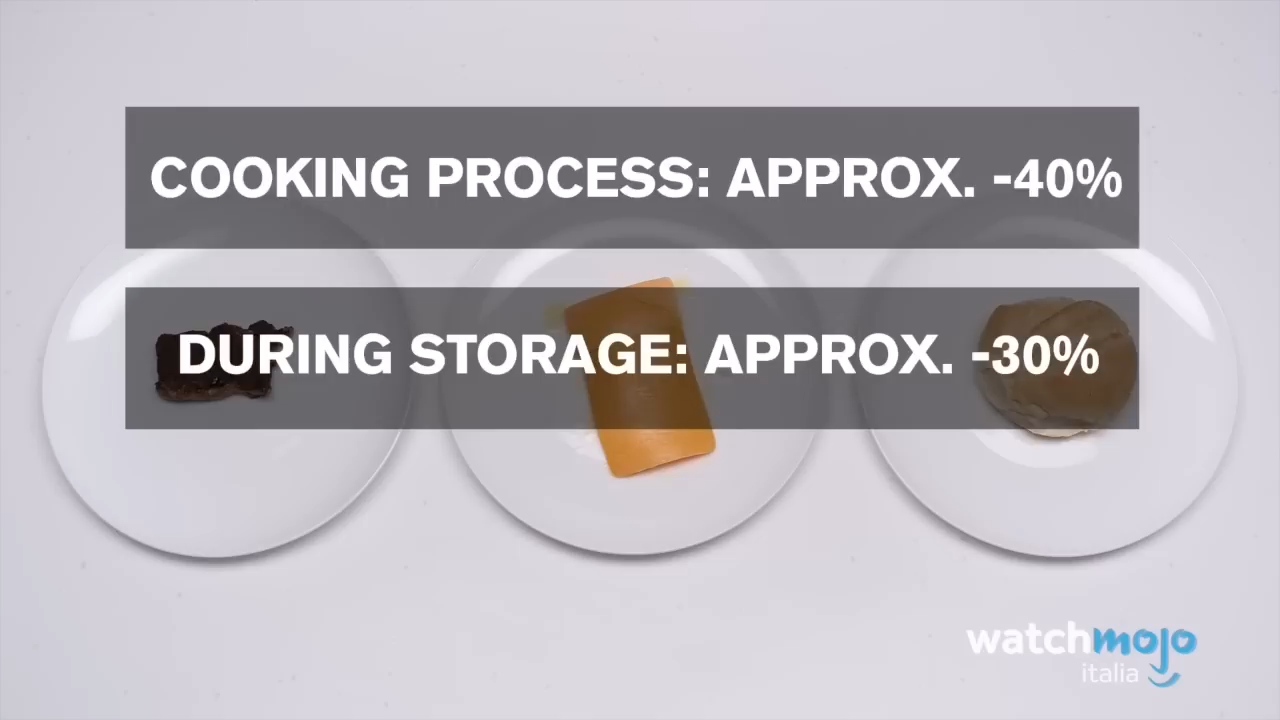 COOKING PROCESS: APPROX. -40%
DURING STORAGE: APPROX. -30%
watchmojo
italia